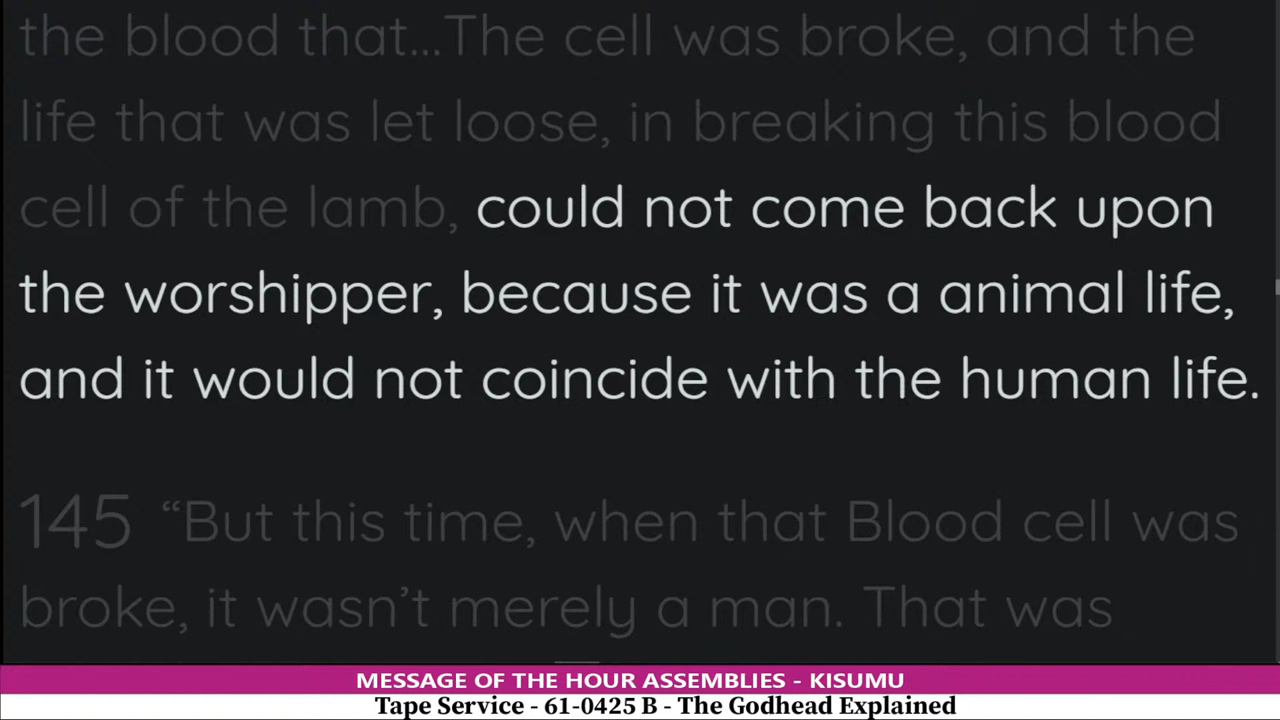 the blood that...The cell was broke, and the
life that was let loose, in breaking this blood
cell of the lamb, could not come back upon
the worshipper, because it was a animal life,
and it would not coincide with the human life.
145 “But this time, when that Blood cell was
broke, it wasn’t merely a man. That was
MESSAGE OF THE HOUR ASSEMBLIES - KISUMU
Tape Service - 61-0425 B - The Godhead Explained